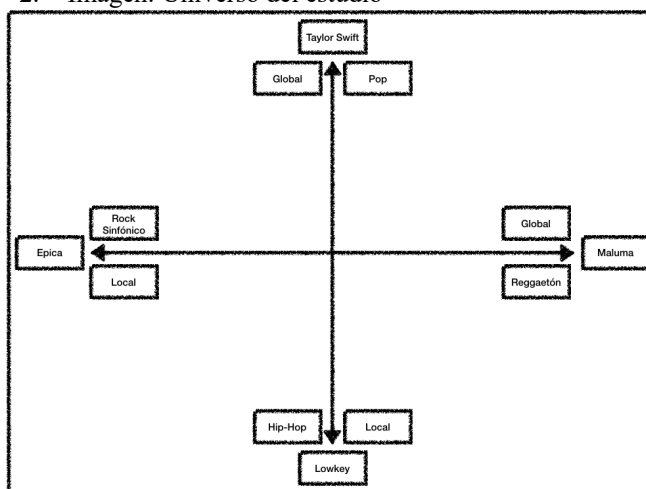 2. Imagen: Universo del estudio
Taylor Swift
Global
Pop
Rock
Sinfónico
Global
Epica
Maluma
Local
Reggaetón
Hip-Hop
Local
Lowkey